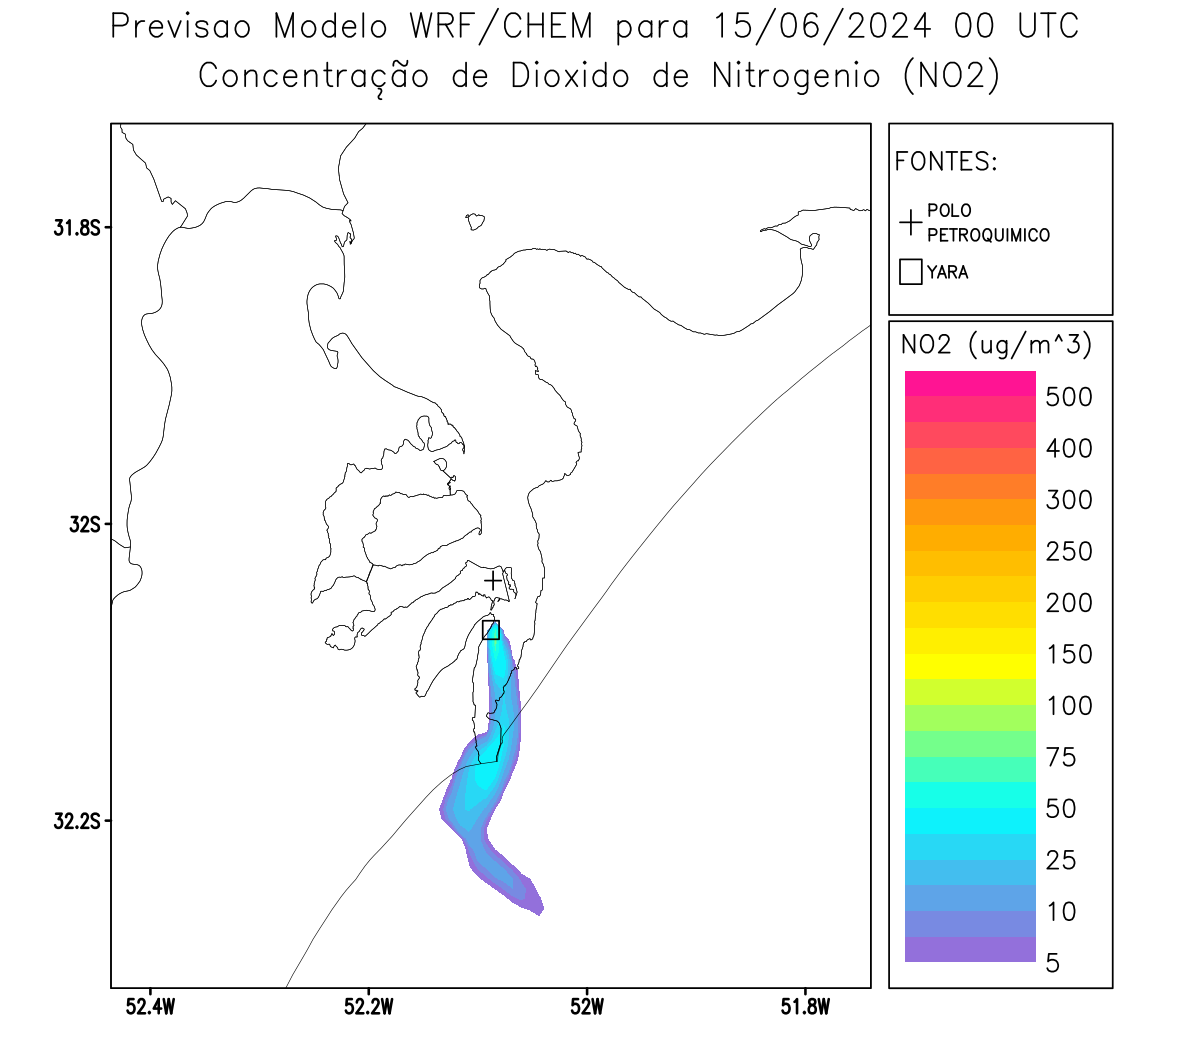 Previsao Modelo WRF/CHEM para 15/06/2024 00 UTC
Concentração de Dioxido de Nitrogenio (NO2)
FONTES:
POLO
PETROQUIMICO
YARA
NO2 (ug/m^3)
500
400
300
250
200
150
100
75
50
25
10
5
31.8S
32S
32.2S
52.4W
52.2W
52W
51.8W